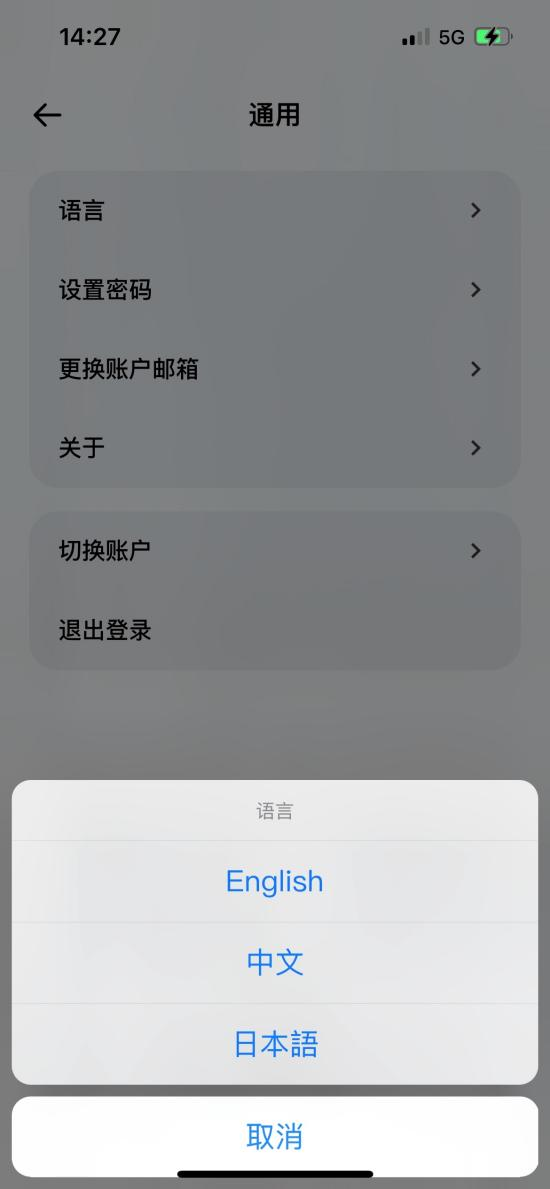 14:27
5G
通用
语言
设置密码
更换账户邮箱
关于
切换账户
退出登录
语言
English
中文
日本語
取消